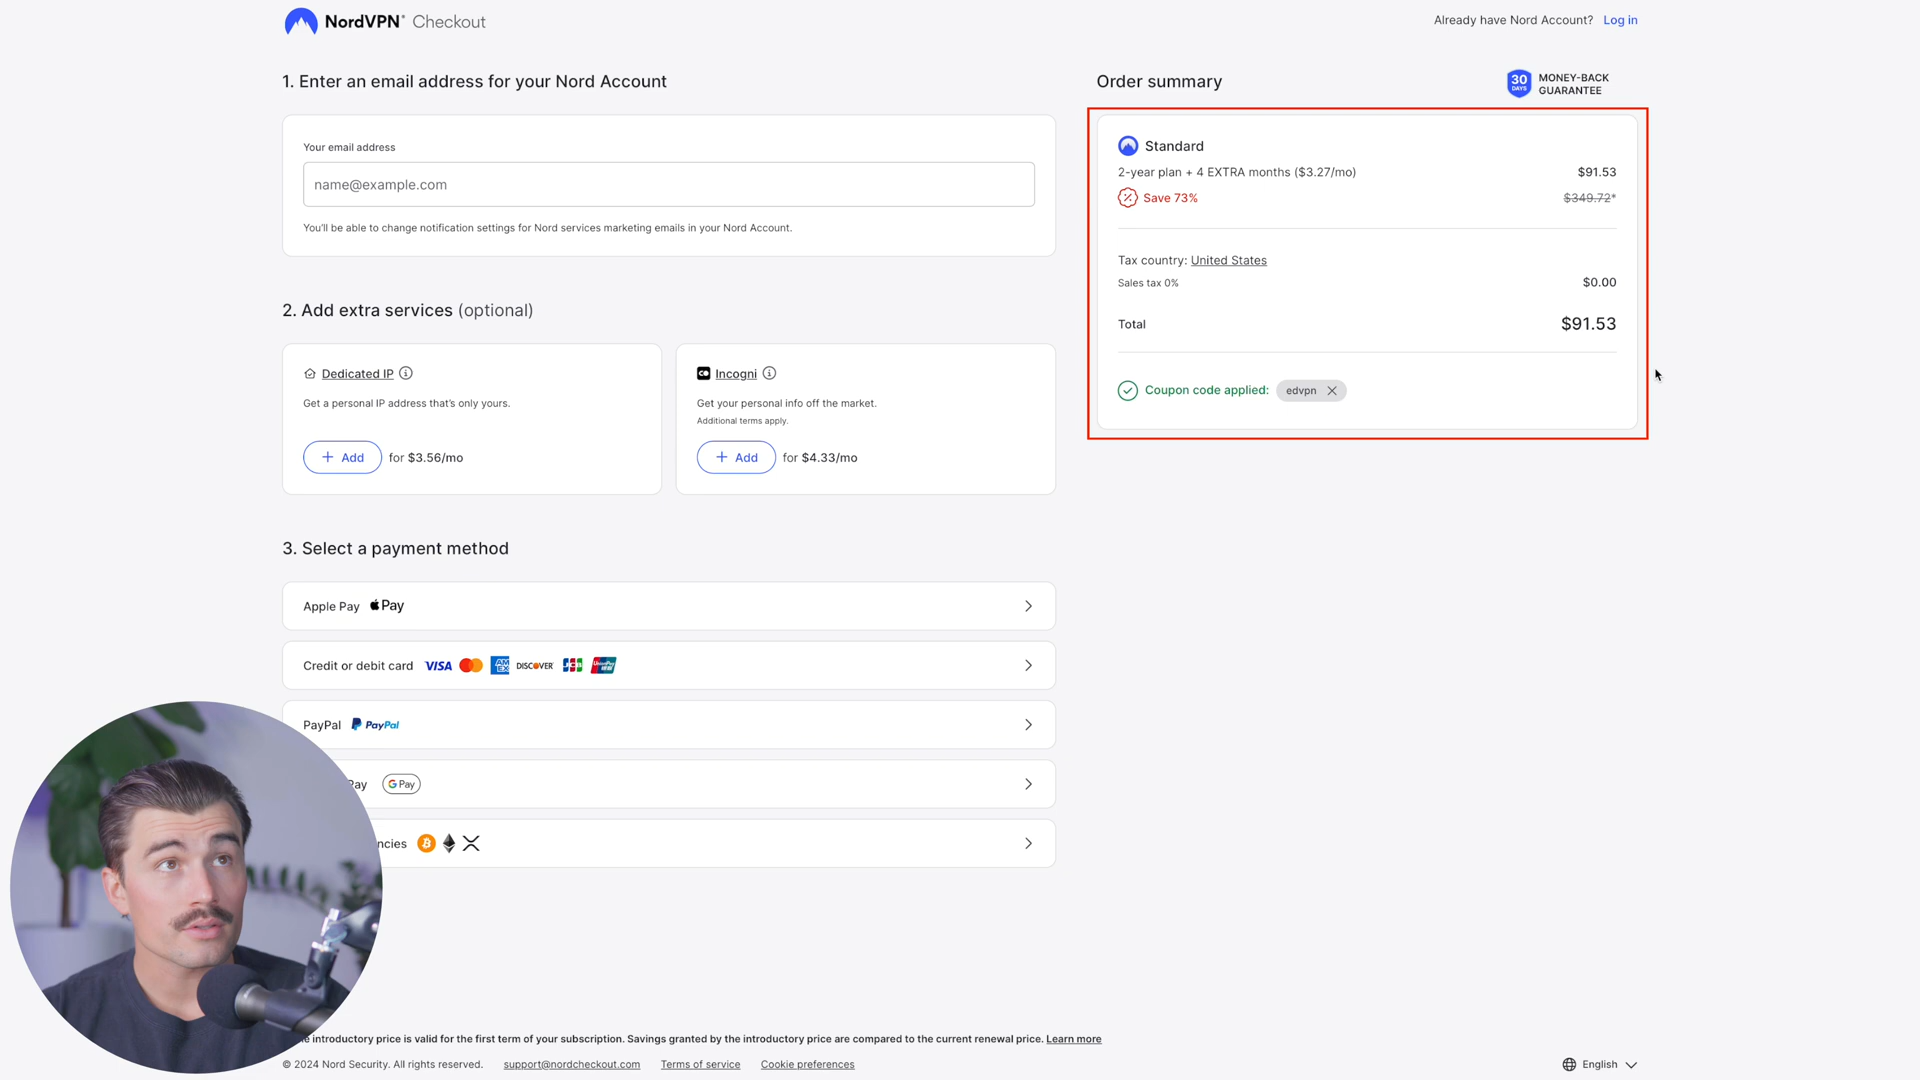 NordVPN® Checkout
Already have Nord Account? Log in
1. Enter an email address for your Nord Account
Your email address
name@example.com
You'll be able to change notification settings for Nord services marketing emails in your Nord Account.
2. Add extra services (optional)
Dedicated IP
Get a personal IP address that's only yours.
+ Add for $3.56/mo
Incogni
Get your personal info off the market.
Additional terms apply.
+ Add for $4.33/mo
3. Select a payment method
Apple Pay Pay
Credit or debit card VISA AMEX DISCOVER JCB UnionPay
PayPal PayPal
Pay G Pay
ncies
Order summary
30 DAYS
MONEY-BACK
GUARANTEE
Standard
2-year plan + 4 EXTRA months ($3.27/mo) $91.53
Save 73% $349.72*
Tax country: United States
Sales tax 0% $0.00
Total $91.53
Coupon code applied: edvpn
introductory price is valid for the first term of your subscription. Savings granted by the introductory price are compared to the current renewal price. Learn more
© 2024 Nord Security. All rights reserved. support@nordcheckout.com Terms of service Cookie preferences
English